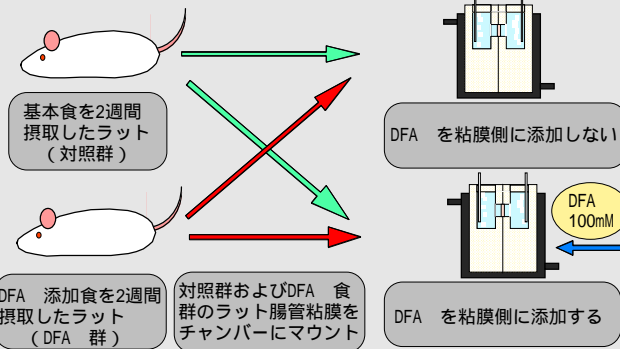 基本食を2週間
摂取したラット
(対照群)
DFA を粘膜側に添加しない
DFA
100mM
DFA 添加食を2週間
摂取したラット
(DFA 群)
対照群およびDFA 食
群のラット腸管粘膜を
チャンバーにマウント
DFA を粘膜側に添加する